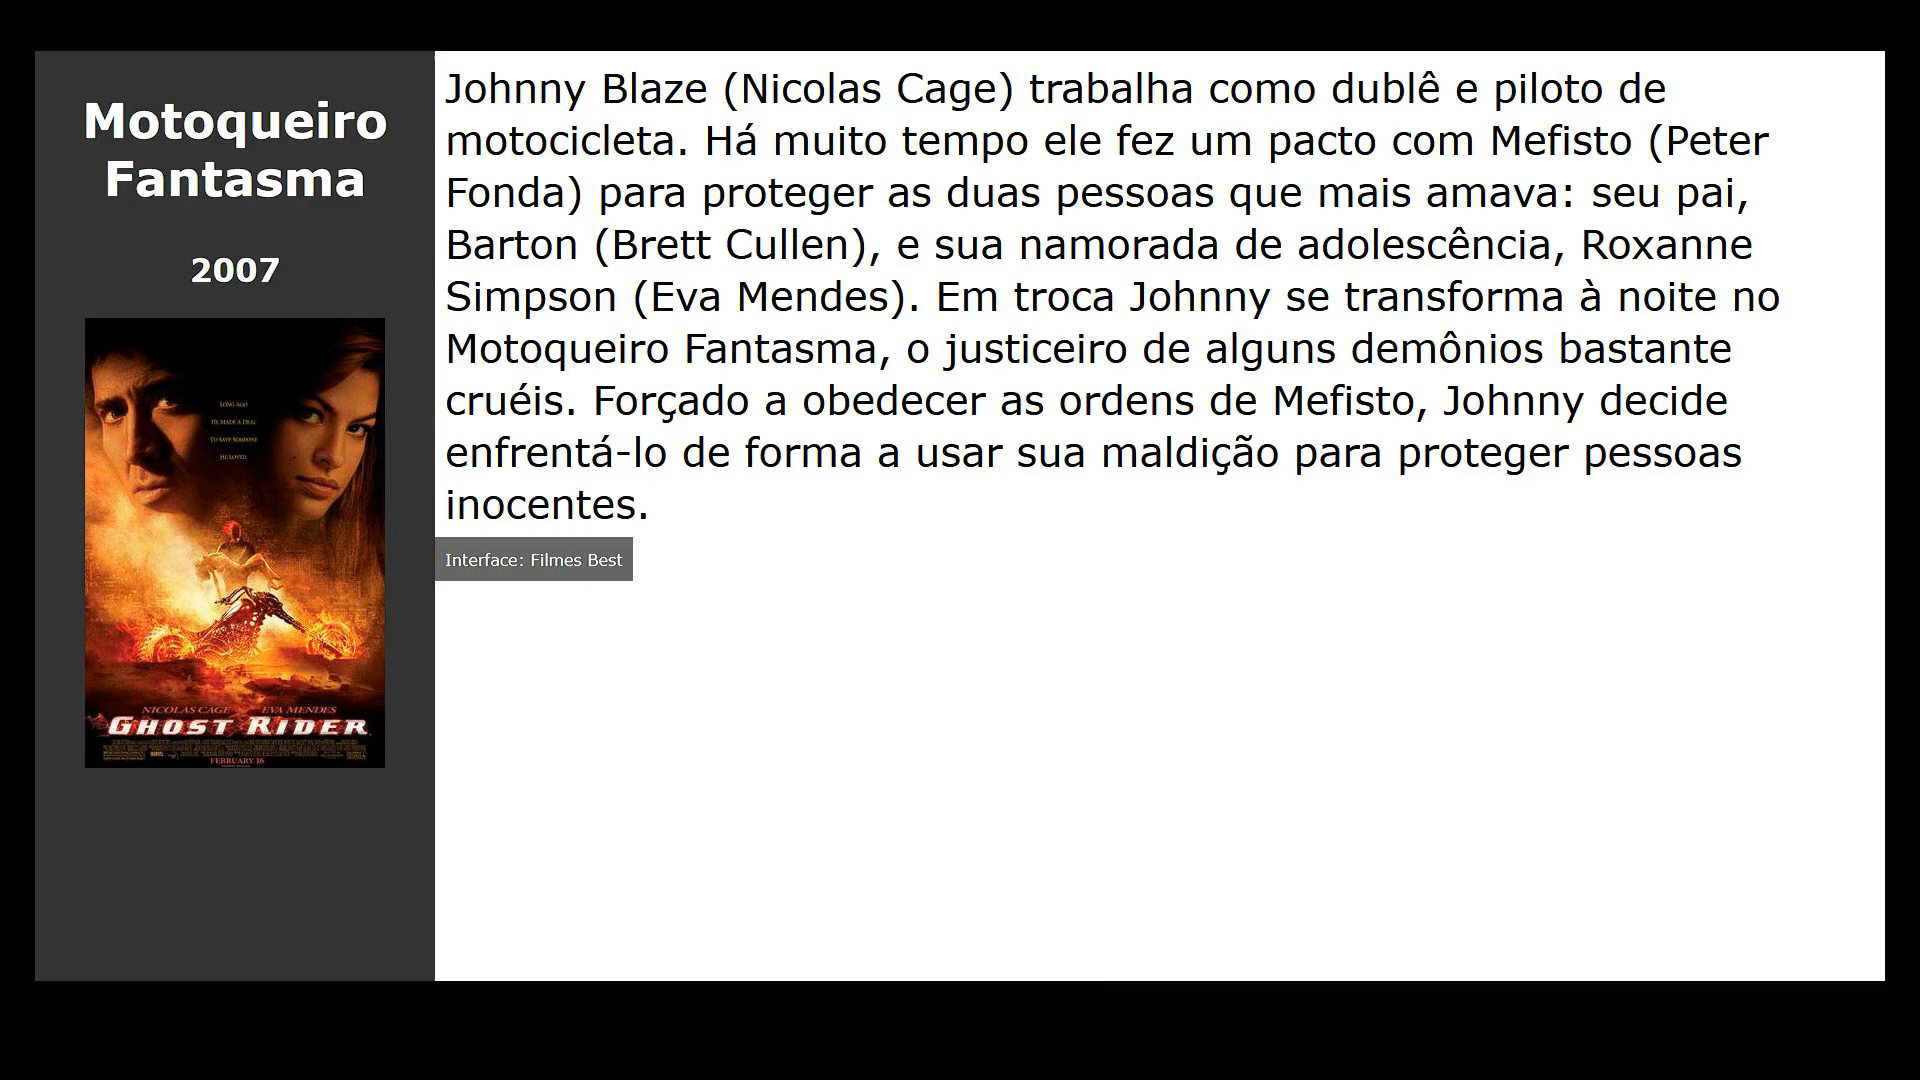 Motoqueiro
Fantasma
2007
LONG AGO
HE MADE A DEAL
TO SAVE SOMEONE
HE LOVED
NICOLAS CAGE EVA MENDES
GHOST RIDER
FEBRUARY 16
Johnny Blaze (Nicolas Cage) trabalha como dublê e piloto de
motocicleta. Há muito tempo ele fez um pacto com Mefisto (Peter
Fonda) para proteger as duas pessoas que mais amava: seu pai,
Barton (Brett Cullen), e sua namorada de adolescência, Roxanne
Simpson (Eva Mendes). Em troca Johnny se transforma à noite no
Motoqueiro Fantasma, o justiceiro de alguns demônios bastante
cruéis. Forçado a obedecer as ordens de Mefisto, Johnny decide
enfrentá-lo de forma a usar sua maldição para proteger pessoas
inocentes.
Interface: Filmes Best